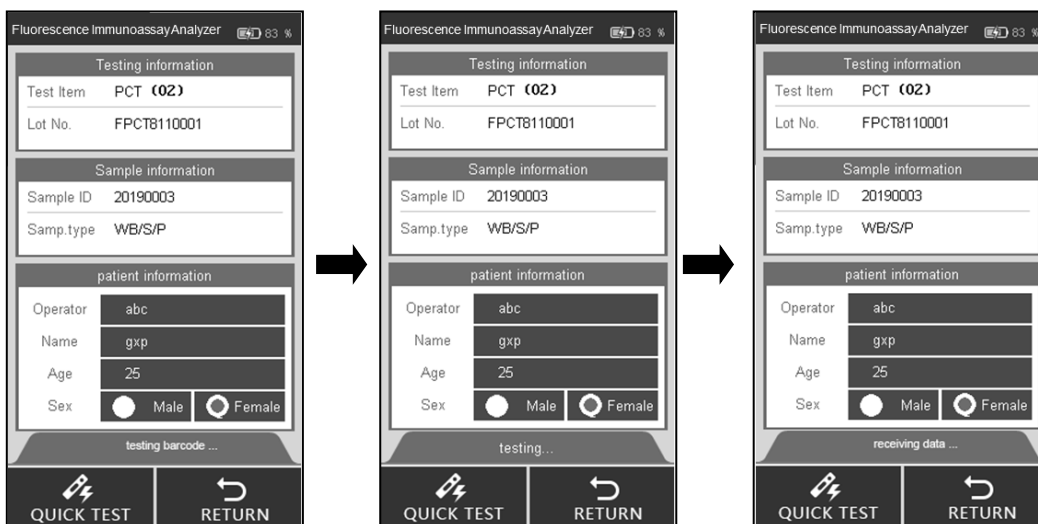 Fluorescence Immunoassay Analyzer 83 %
Testing information
Test Item PCT (02)
Lot No. FPCT8110001
Sample information
Sample ID 20190003
Samp.type WB/S/P
patient information
Operator abc
Name gxp
Age 25
Sex Male Female
testing barcode ...
QUICK TEST RETURN
Fluorescence Immunoassay Analyzer 83 %
Testing information
Test Item PCT (02)
Lot No. FPCT8110001
Sample information
Sample ID 20190003
Samp.type WB/S/P
patient information
Operator abc
Name gxp
Age 25
Sex Male Female
testing...
QUICK TEST RETURN
Fluorescence Immunoassay Analyzer 83 %
Testing information
Test Item PCT (02)
Lot No. FPCT8110001
Sample information
Sample ID 20190003
Samp.type WB/S/P
patient information
Operator abc
Name gxp
Age 25
Sex Male Female
receiving data ...
QUICK TEST RETURN